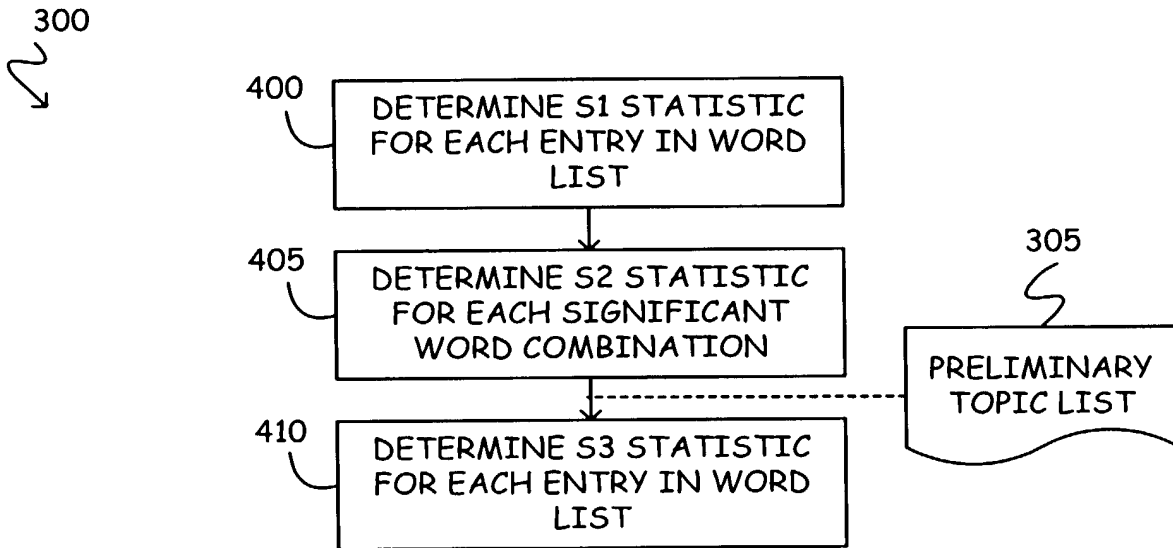 300
400
DETERMINE S1 STATISTIC
FOR EACH ENTRY IN WORD
LIST
405
DETERMINE S2 STATISTIC
FOR EACH SIGNIFICANT
WORD COMBINATION
305
PRELIMINARY
TOPIC LIST
410
DETERMINE S3 STATISTIC
FOR EACH ENTRY IN WORD
LIST